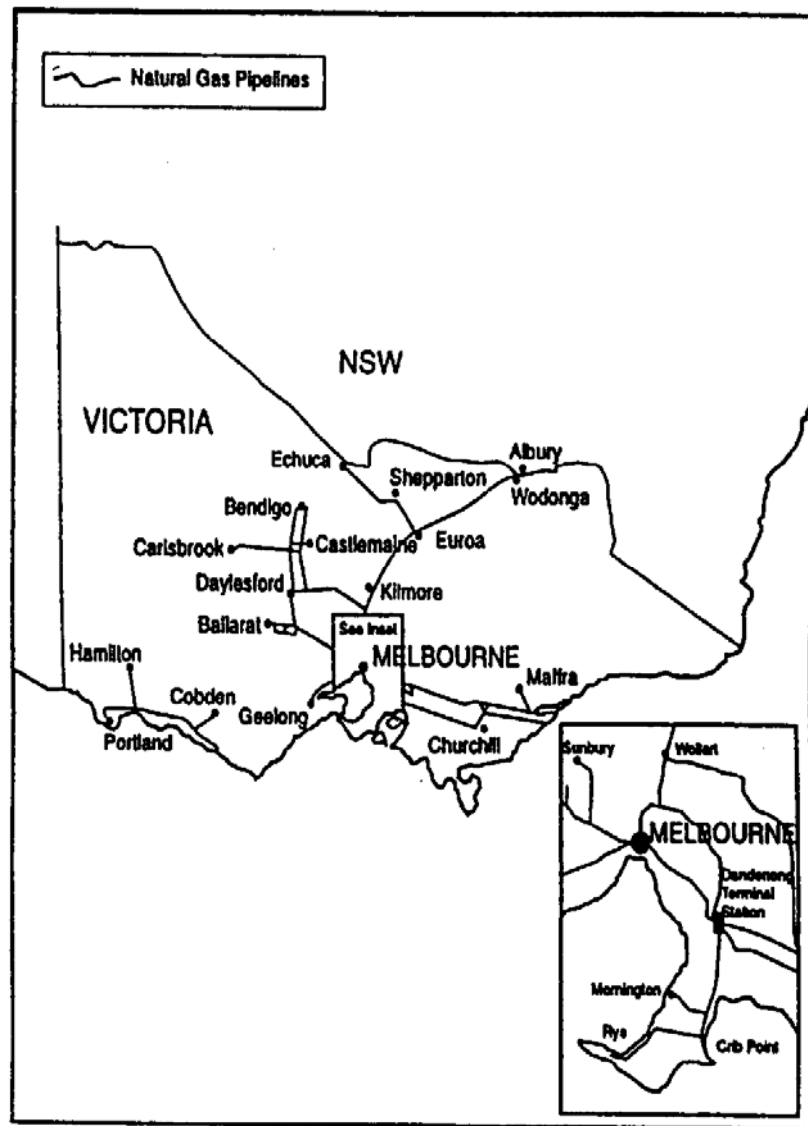 Natural Gas Pipelines
NSW
VICTORIA
Echuca
Albury
Shepparton
Wodonga
Bendigo
Euroa
Carisbrook
Castlemaine
Daylesford
Kilmore
Ballarat
See Inset
Hamilton
MELBOURNE
Maffra
Cobden
Geelong
Portland
Churchill
Sunbury
Wollert
MELBOURNE
Dandenong
Terminal
Station
Mornington
Rye
Crib Point